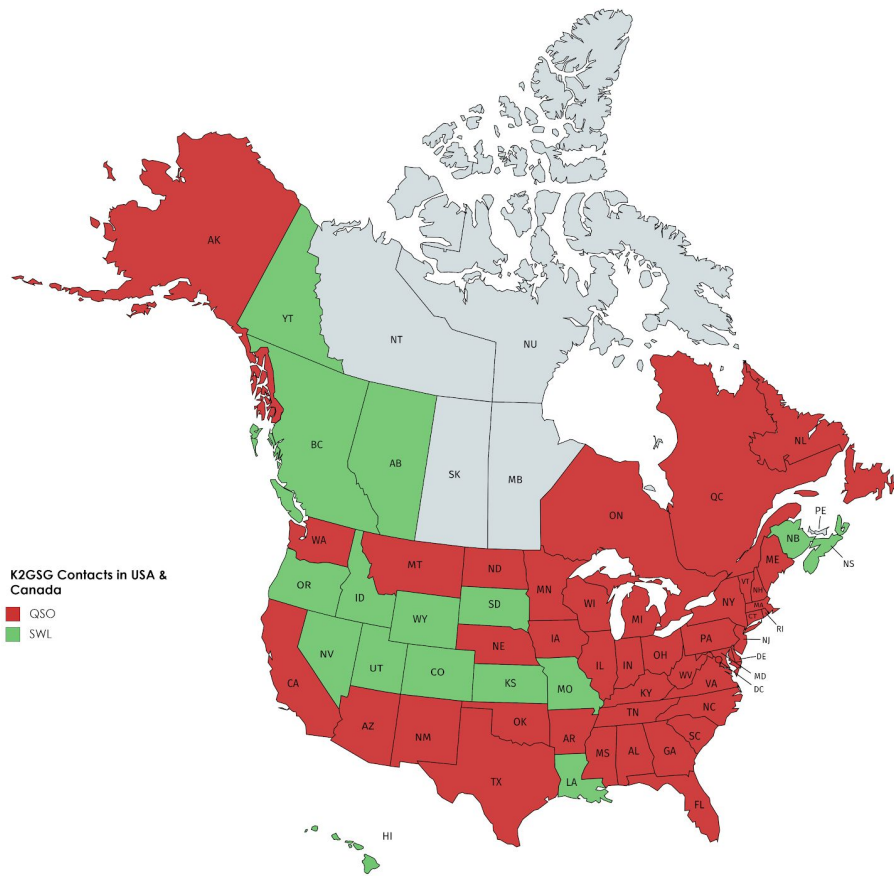 AK
YT
NT
NU
BC
AB
SK
MB
NL
QC
ON
PE
NB
NS
WA
MT
ND
MN
ME
VT
NH
OR
ID
WY
SD
WI
MI
NY
MA
CT
RI
K2GSG Contacts in USA &
Canada
QSO
SWL
NE
IA
PA
NJ
NV
UT
CO
KS
MO
IL
IN
OH
DE
MD
DC
WV
VA
KY
CA
AZ
NM
OK
AR
TN
NC
SC
MS
AL
GA
TX
LA
FL
HI